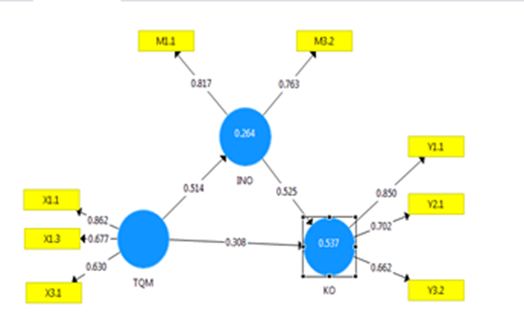 M1.1
M3.2
0.817
0.763
0.264
INO
Y1.1
0.514
0.525
0.850
X1.1
0.862
Y2.1
0.702
X1.3
0.677
0.308
0.537
0.630
0.662
X3.1
TQM
KO
Y3.2